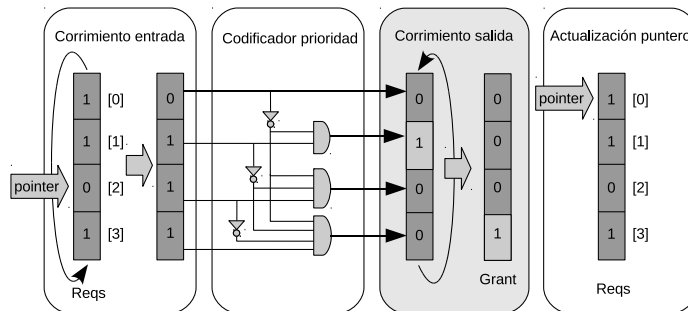 Corrimiento entrada
Codificador prioridad
Corrimiento salida
Actualización puntero
1 [0] 0 0 0 pointer 1 [0]
1 [1] 1 1 0 1 [1]
pointer 0 [2] 1 0 0 0 [2]
1 [3] 1 0 1 1 [3]
Reqs
Grant
Reqs